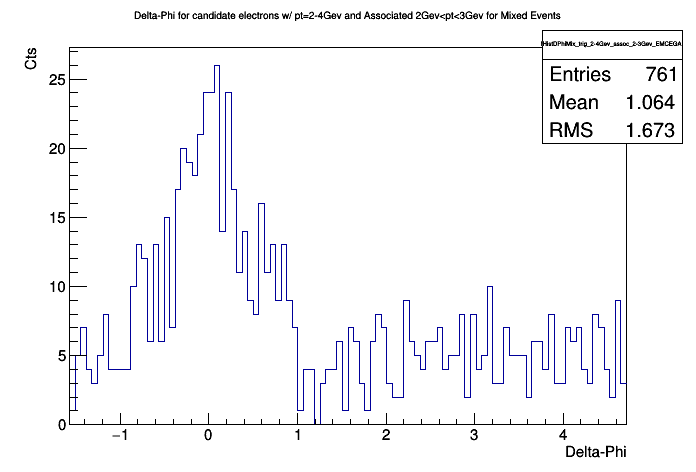 Delta-Phi for candidate electrons w/ pt=2-4Gev and Associated 2Gev<pt<3Gev for Mixed Events
HistDPhiMix_trig_2-4Gev_assoc_2-3Gev_EMCEGA
Entries 761
Mean 1.064
RMS 1.673
Cts
25
20
15
10
5
0
−1 0 1 2 3 4
Delta-Phi